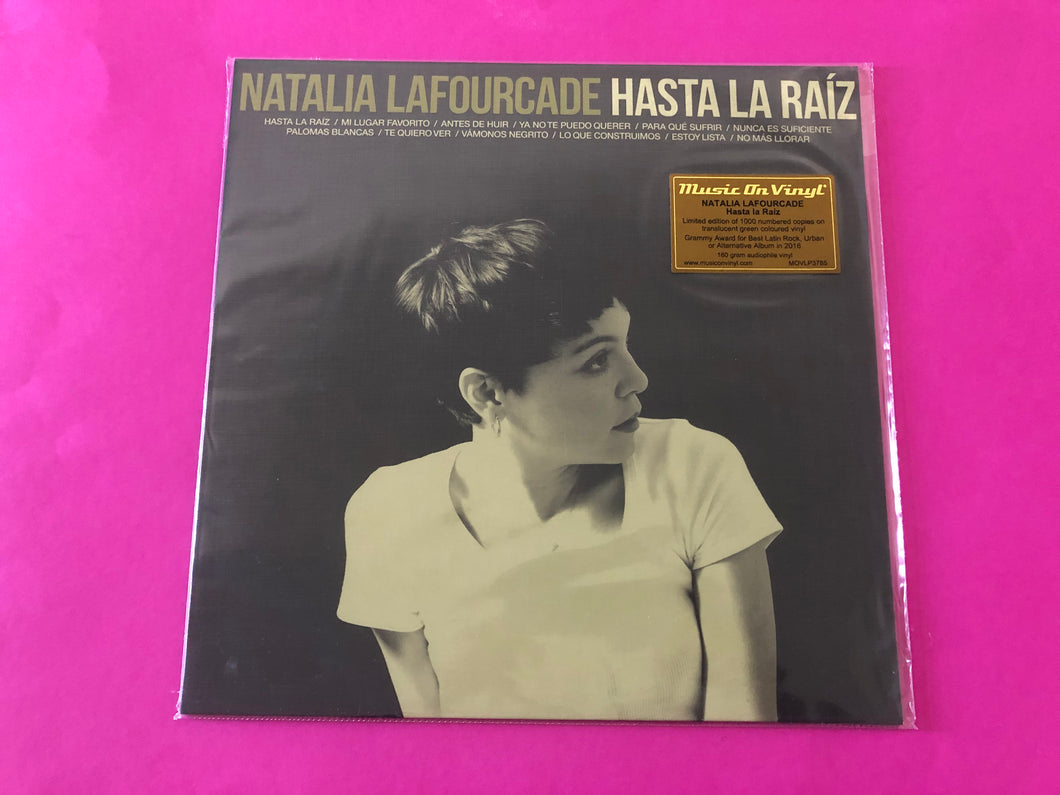 NATALIA LAFOURCADE HASTA LA RAÍZ
HASTA LA RAÍZ / MI LUGAR FAVORITO / ANTES DE HUIR / YA NO TE PUEDO QUERER / PARA QUÉ SUFRIR / NUNCA ES SUFICIENTE
PALOMAS BLANCAS / TE QUIERO VER / VÁMONOS NEGRITO / LO QUE CONSTRUIMOS / ESTOY LISTA / NO MÁS LLORAR
Music On Vinyl
NATALIA LAFOURCADE
Hasta la Raíz
Limited edition of 1000 numbered copies on
translucent green coloured vinyl
Grammy Award for Best Latin Rock, Urban
or Alternative Album in 2016
180 gram audiophile vinyl
www.musiconvinyl.com MOVLP3785